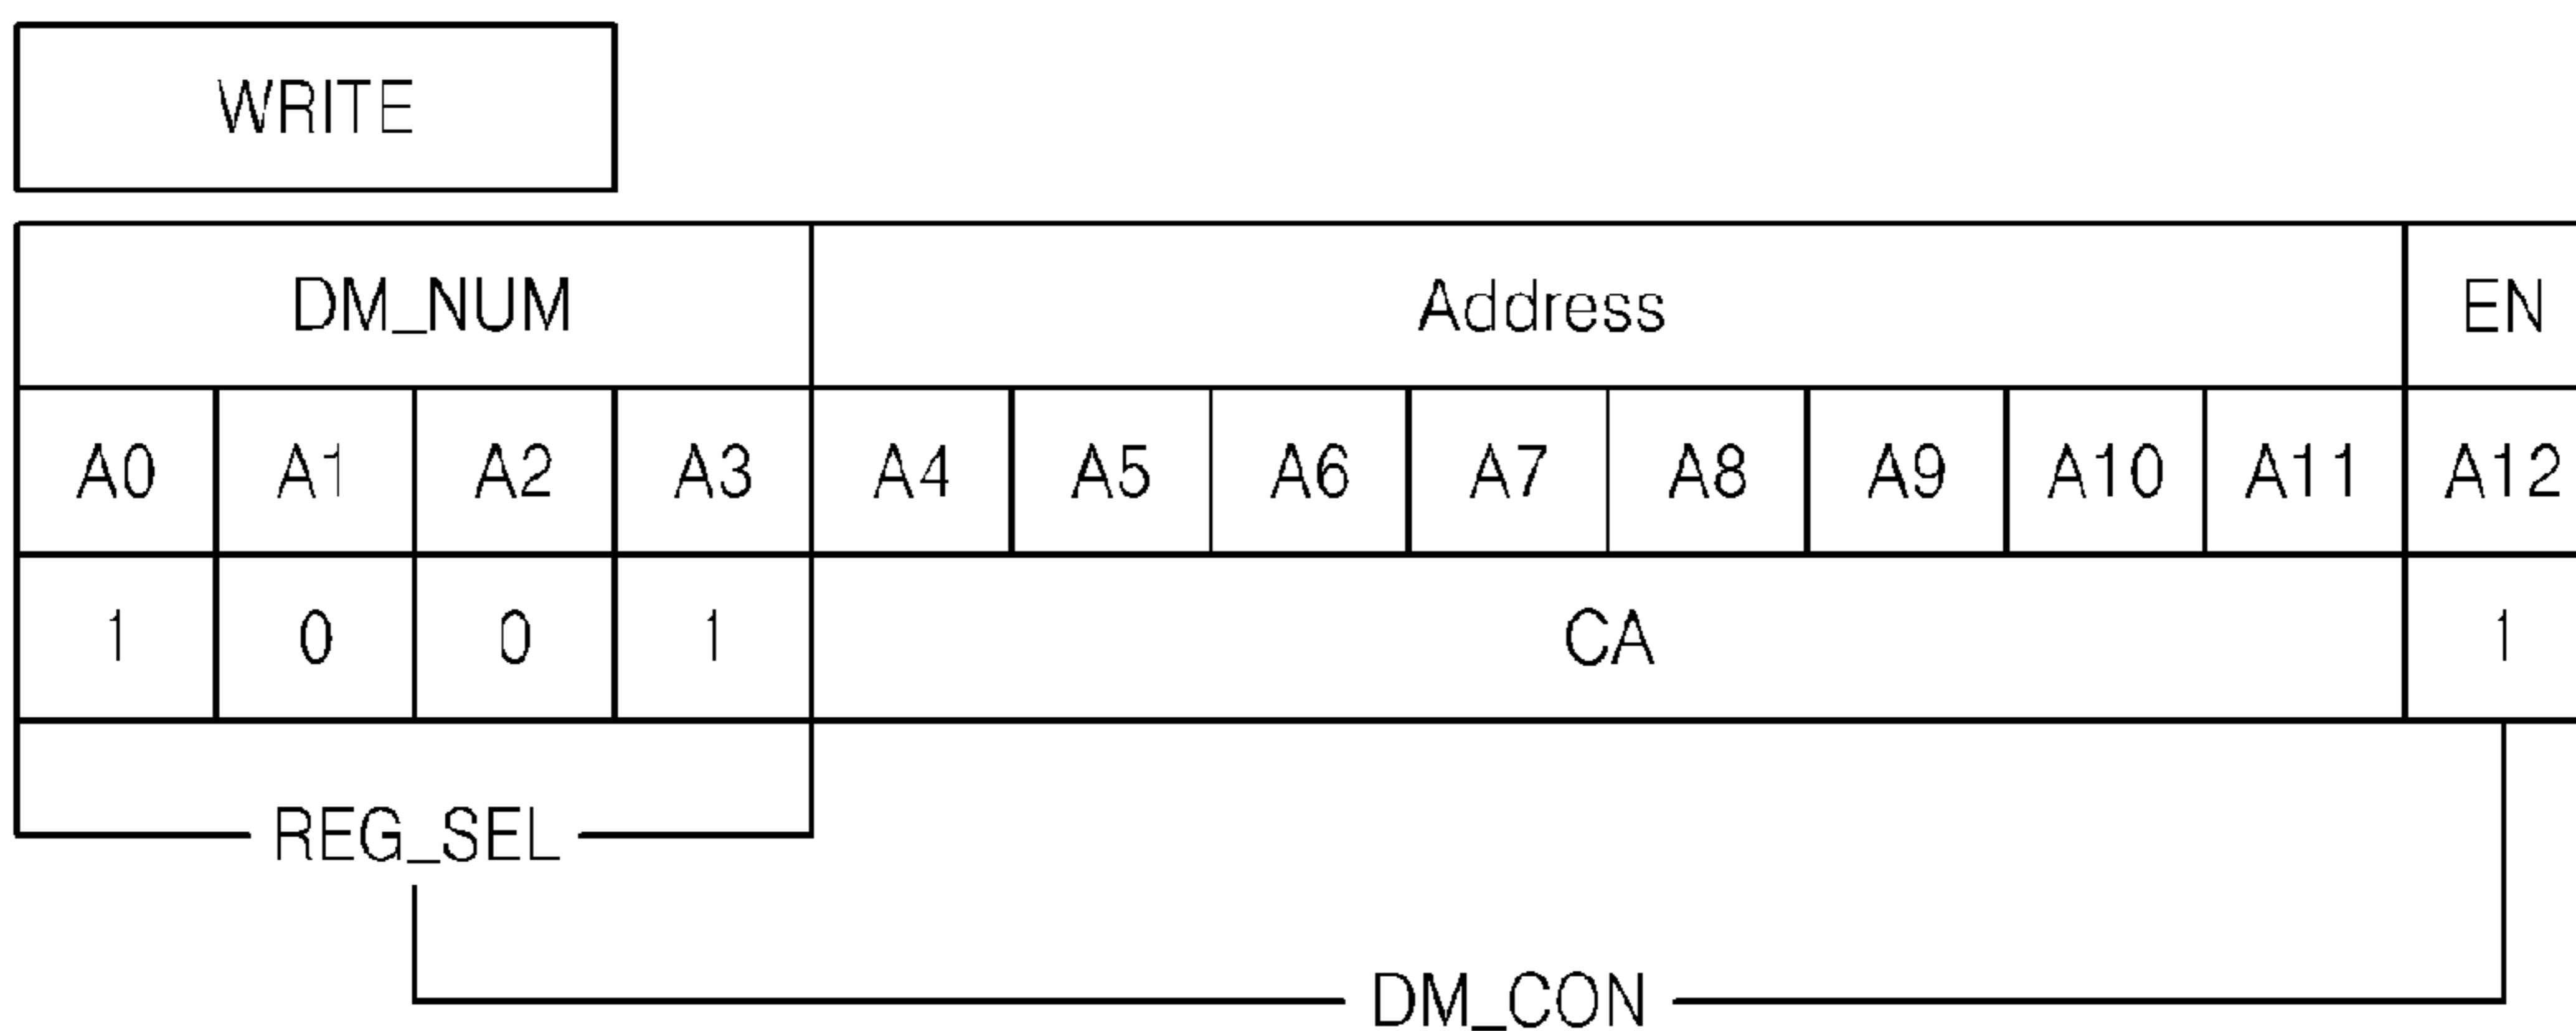 WRITE
DM_NUM Address EN
A0 A1 A2 A3 A4 A5 A6 A7 A8 A9 A10 A11 A12
1 0 0 1 CA 1
REG_SEL
DM_CON